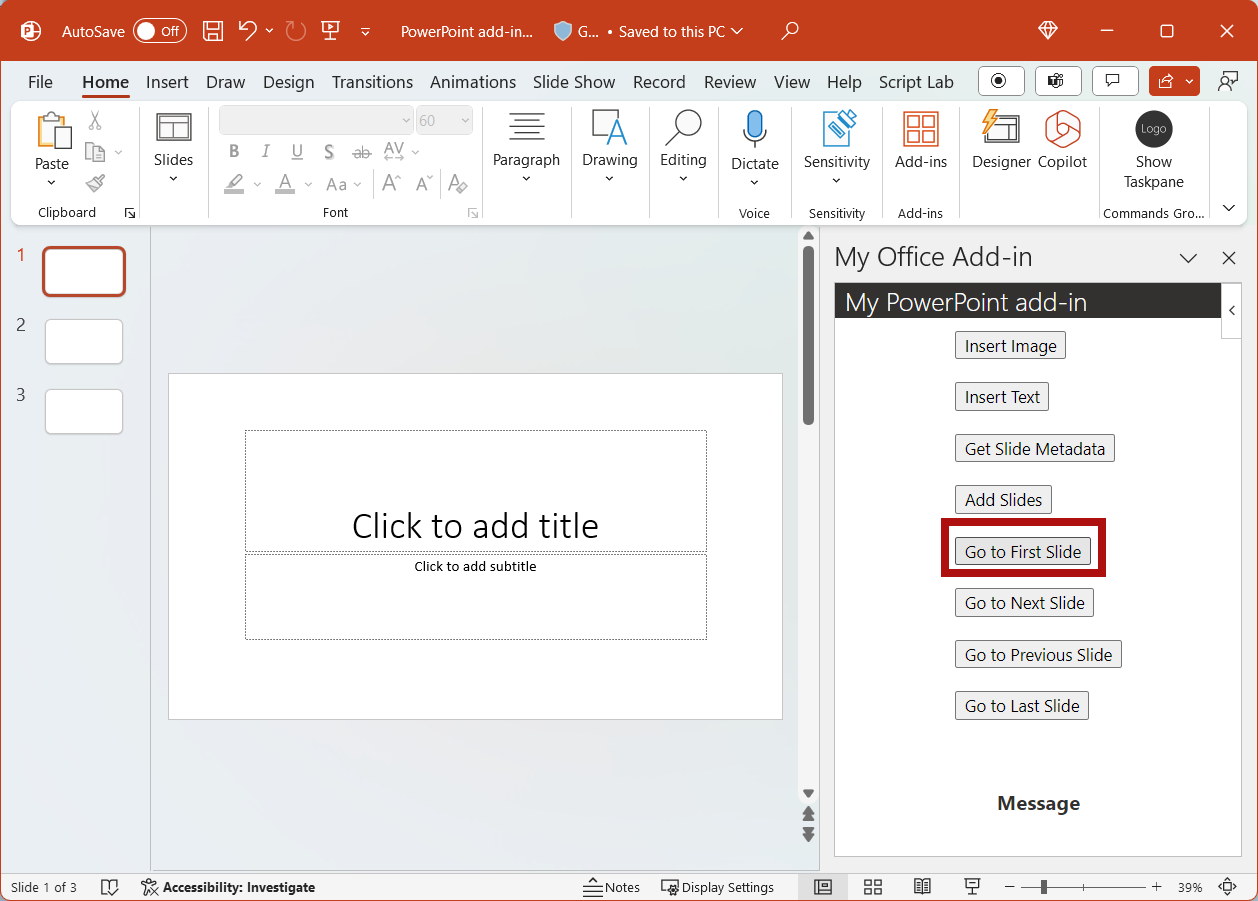 AutoSave Off PowerPoint add-in... G... • Saved to this PC
File Home Insert Draw Design Transitions Animations Slide Show Record Review View Help Script Lab
60
Paste Slides B I U S ab AV Paragraph Drawing Editing Dictate Sensitivity Add-ins Designer Copilot Logo Show Taskpane
A Aa A A A
Clipboard Font Voice Sensitivity Add-ins Commands Gro...
My Office Add-in
My PowerPoint add-in
1
2
3
Click to add title
Click to add subtitle
Insert Image
Insert Text
Get Slide Metadata
Add Slides
Go to First Slide
Go to Next Slide
Go to Previous Slide
Go to Last Slide
Message
Slide 1 of 3 Accessibility: Investigate Notes Display Settings 39%